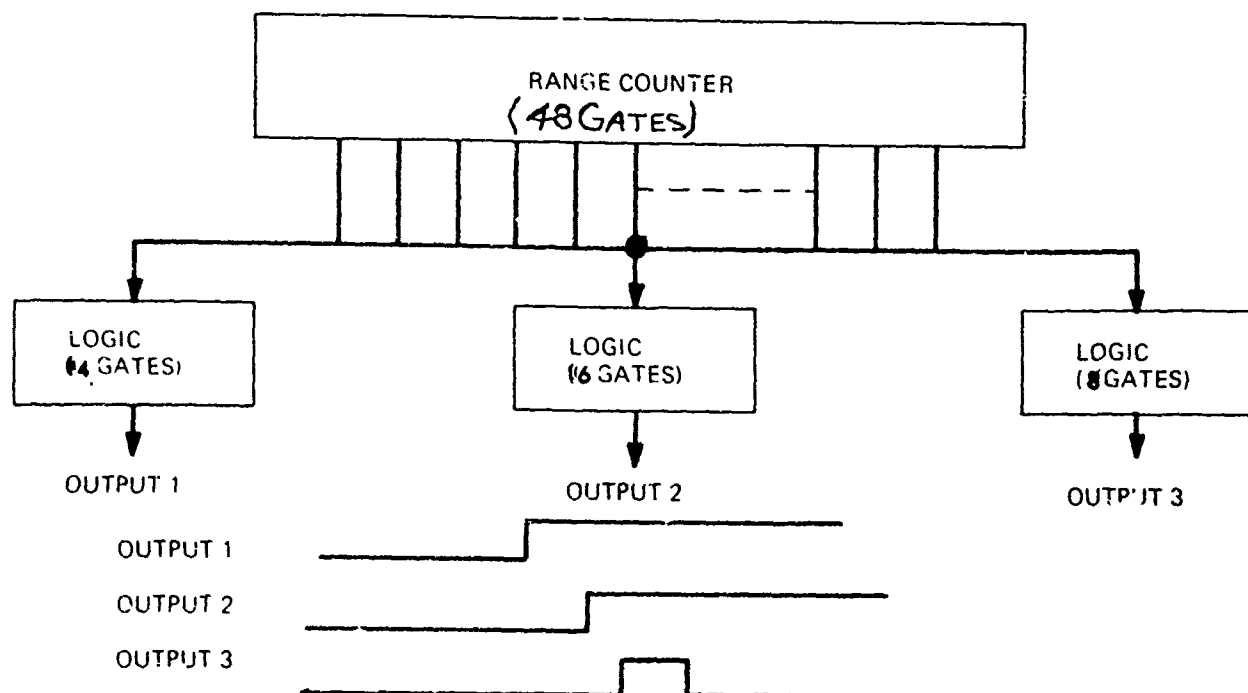 RANGE COUNTER
(48 GATES)
LOGIC
(4 GATES)
LOGIC
(6 GATES)
LOGIC
(8 GATES)
OUTPUT 1
OUTPUT 2
OUTPUT 3
OUTPUT 1
OUTPUT 2
OUTPUT 3